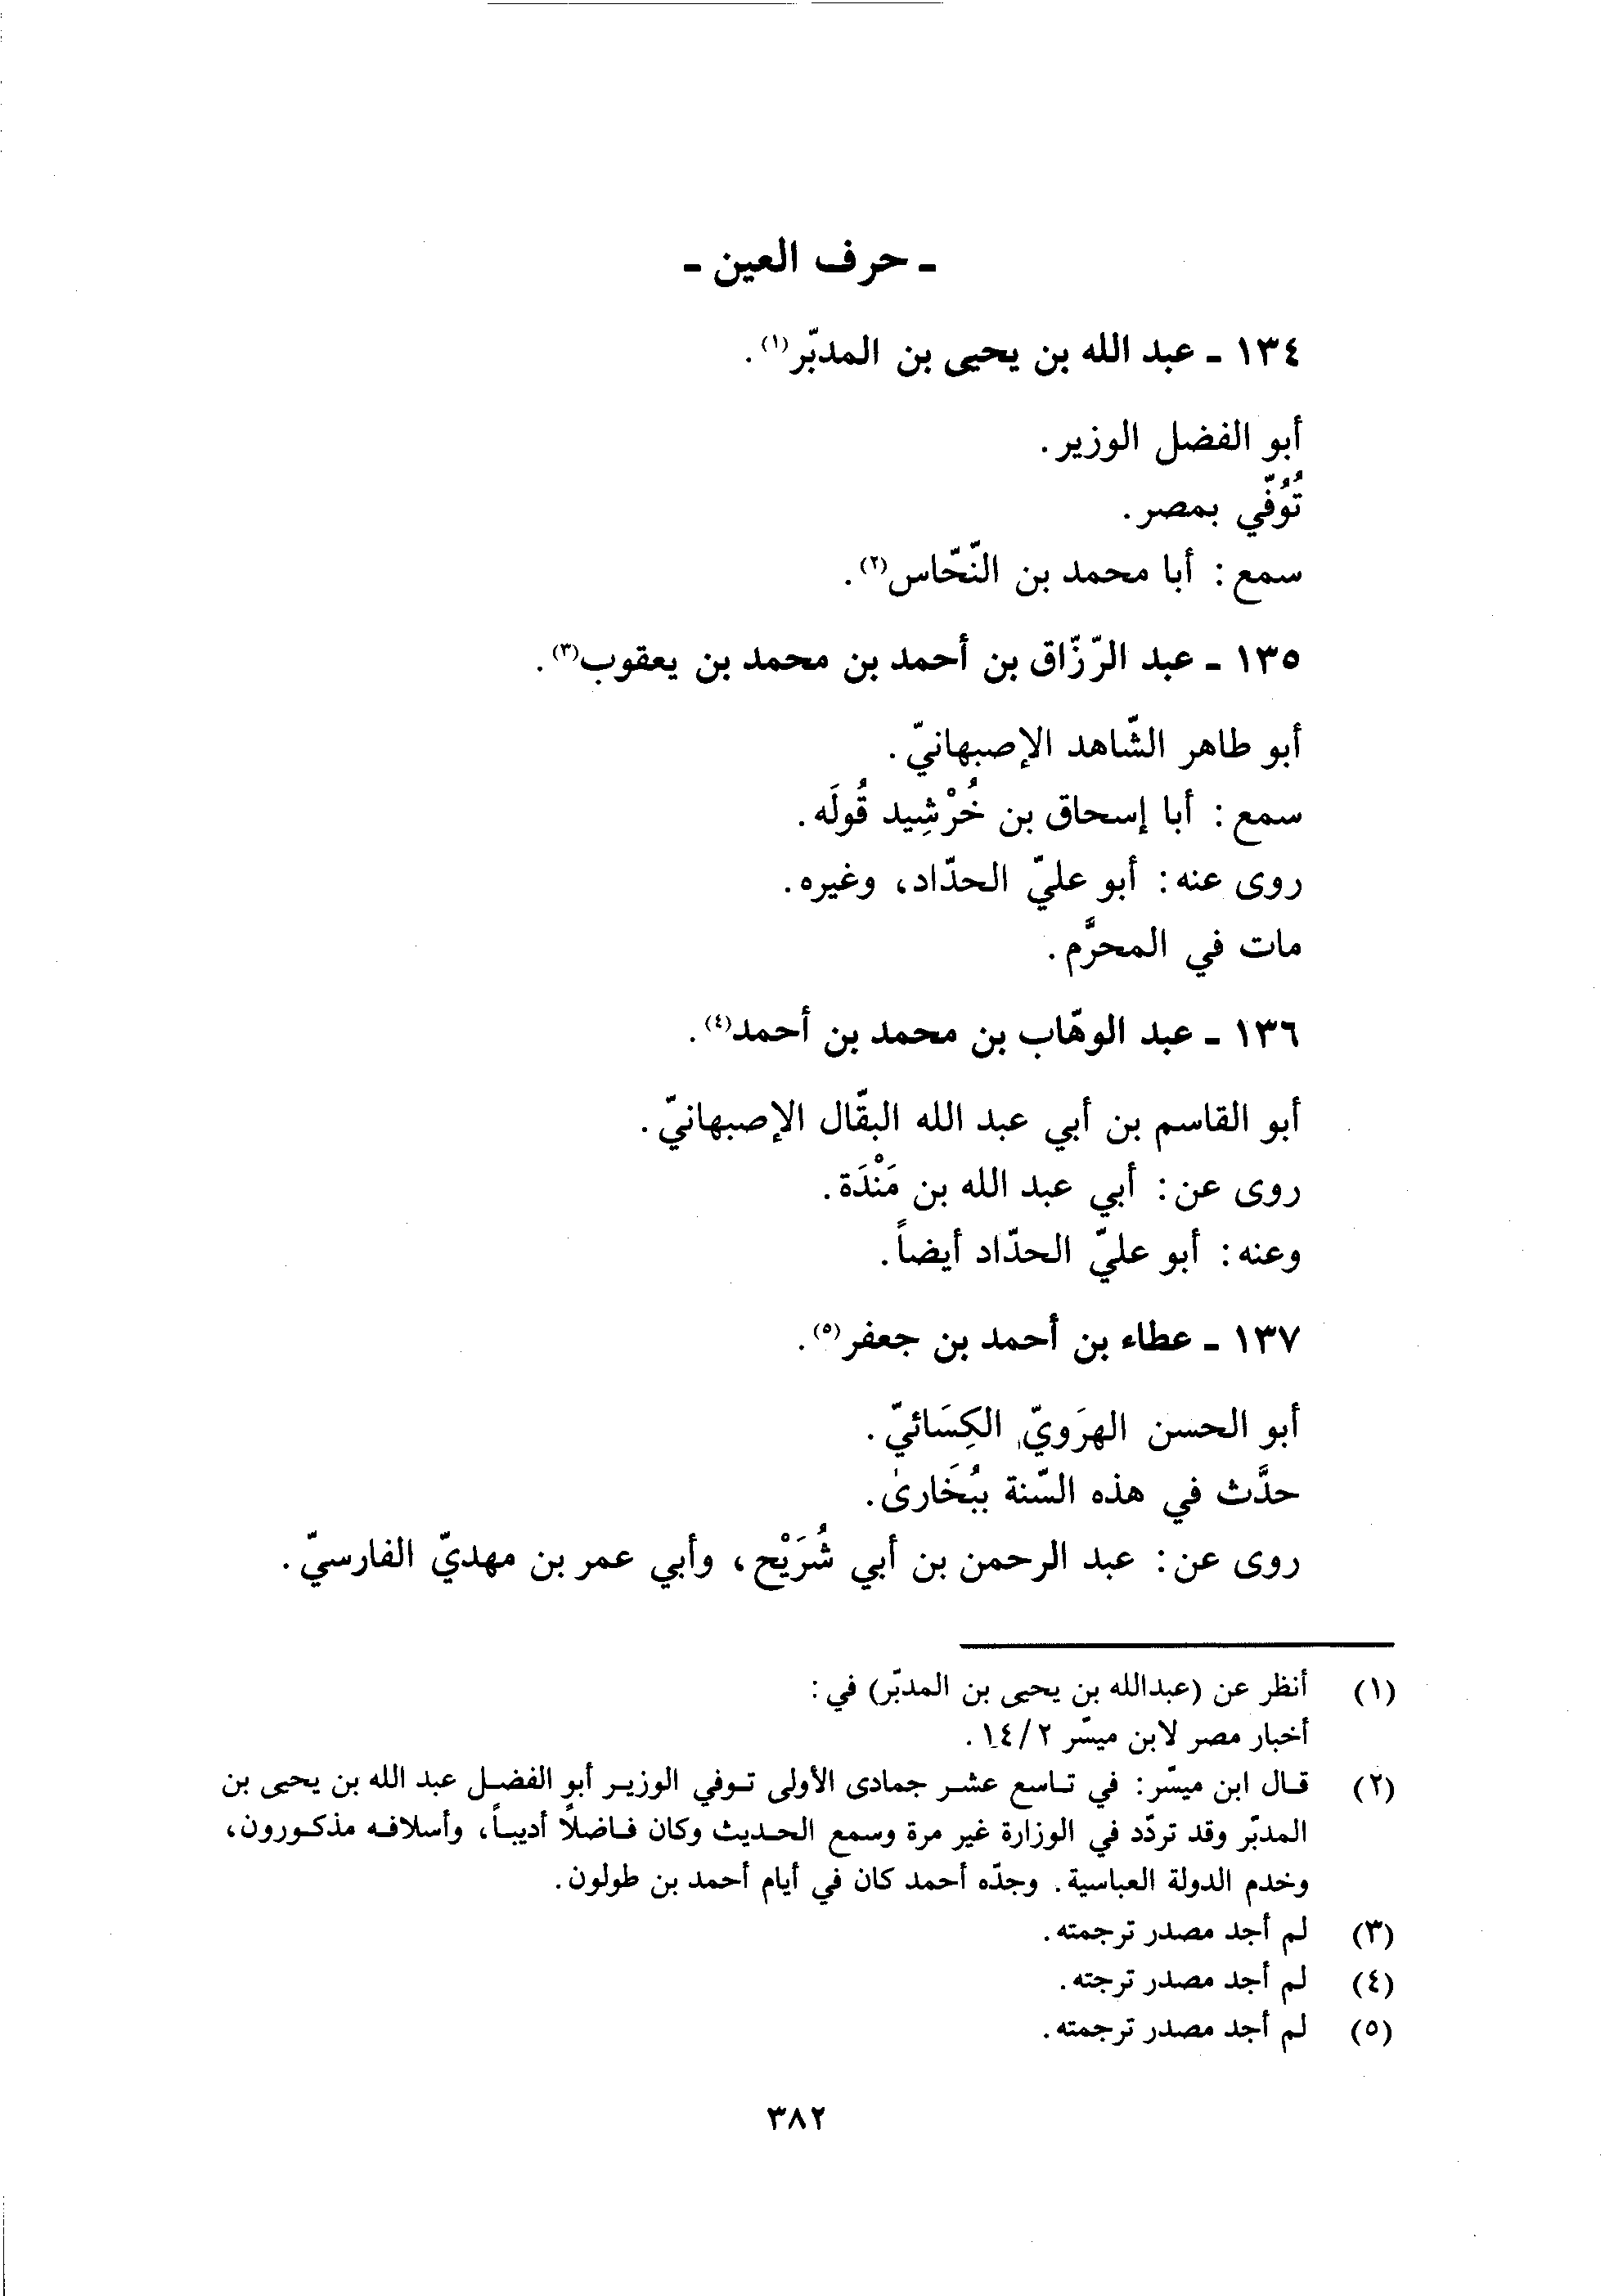 ـ حرف العين ـ
١٣٤ ـ عبد الله بن يحيى بن المدبّر(١).
أبو الفضل الوزير.
تُوُفّي بمصر.
سمع: أبا محمد بن النّحّاس(٢).
١٣٥ ـ عبد الرّزّاق بن أحمد بن محمد بن يعقوب(٣).
أبو طاهر الشّاهد الإصبهانيّ.
سمع: أبا إسحاق بن خُرْشِيد قُولَه.
روى عنه: أبو عليّ الحدّاد، وغيره.
مات في المحرَّم.
١٣٦ ـ عبد الوهّاب بن محمد بن أحمد(٤).
أبو القاسم بن أبي عبد الله البقّال الإصبهانيّ.
روى عن: أبي عبد الله بن مَنْدَة.
وعنه: أبو عليّ الحدّاد أيضاً.
١٣٧ ـ عطاء بن أحمد بن جعفر(٥).
أبو الحسن الهرَويّ الكِسَائيّ.
حدَّث في هذه السّنة ببُخَارىٰ.
روى عن: عبد الرحمن بن أبي شُرَيْح، وأبي عمر بن مهديّ الفارسيّ.
(١) أنظر عن (عبدالله بن يحيى بن المدبّر) في:
أخبار مصر لابن ميسّر ٢/ ١٤.
(٢) قال ابن ميسّر: في تاسع عشر جمادى الأولى توفي الوزير أبو الفضل عبد الله بن يحيى بن
المدبّر وقد تردّد في الوزارة غير مرة وسمع الحديث وكان فاضلاً أديباً، وأسلافه مذكورون،
وخدم الدولة العباسية. وجدّه أحمد كان في أيام أحمد بن طولون.
(٣) لم أجد مصدر ترجمته.
(٤) لم أجد مصدر ترجته.
(٥) لم أجد مصدر ترجمته.
٣٨٢